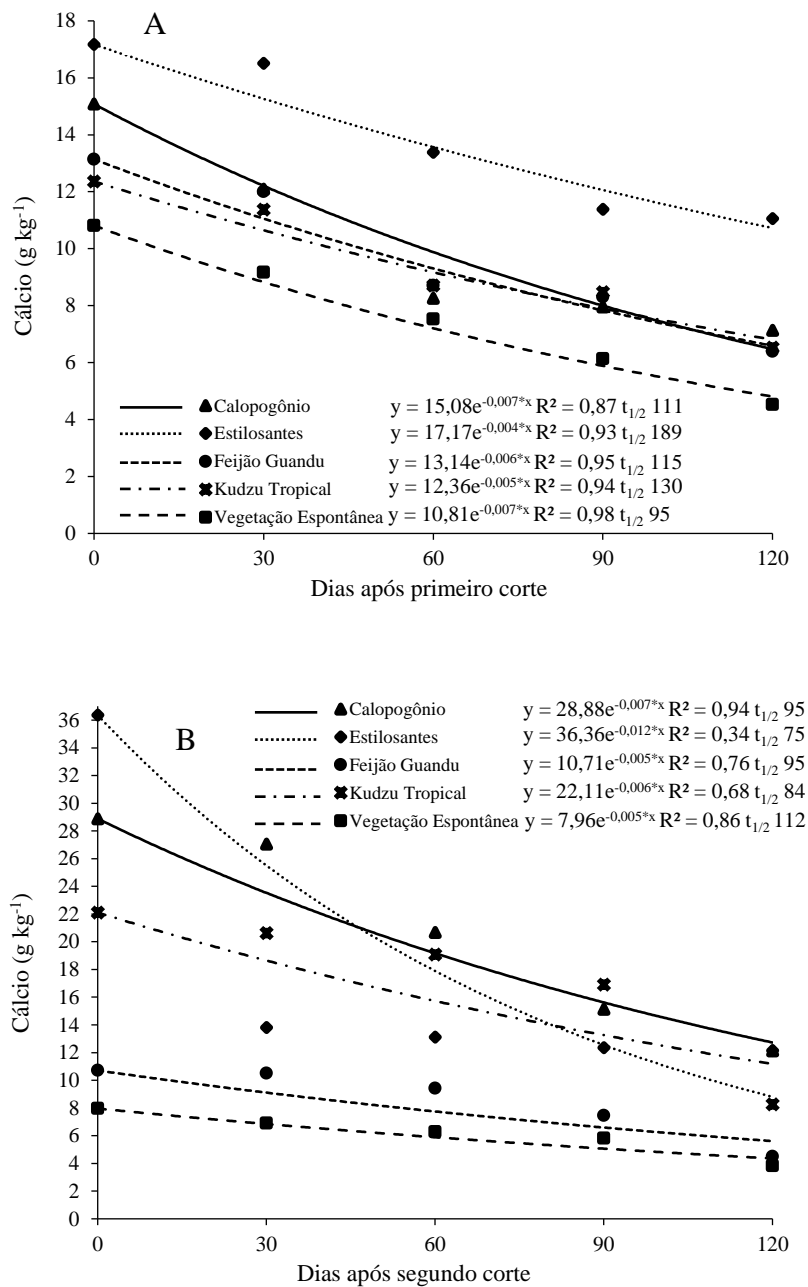 A
18
16
14
12
10
8
6
4
2
0
Cálcio (g kg-1)
Calopogônio y = 15,08e-0,007*x R² = 0,87 t1/2 111
Estilosantes y = 17,17e-0,004*x R² = 0,93 t1/2 189
Feijão Guandu y = 13,14e-0,006*x R² = 0,95 t1/2 115
Kudzu Tropical y = 12,36e-0,005*x R² = 0,94 t1/2 130
Vegetação Espontânea y = 10,81e-0,007*x R² = 0,98 t1/2 95
0 30 60 90 120
Dias após primeiro corte
B
36
34
32
30
28
26
24
22
20
18
16
14
12
10
8
6
4
2
0
Cálcio (g kg-1)
Calopogônio y = 28,88e-0,007*x R² = 0,94 t1/2 95
Estilosantes y = 36,36e-0,012*x R² = 0,34 t1/2 75
Feijão Guandu y = 10,71e-0,005*x R² = 0,76 t1/2 95
Kudzu Tropical y = 22,11e-0,006*x R² = 0,68 t1/2 84
Vegetação Espontânea y = 7,96e-0,005*x R² = 0,86 t1/2 112
0 30 60 90 120
Dias após segundo corte